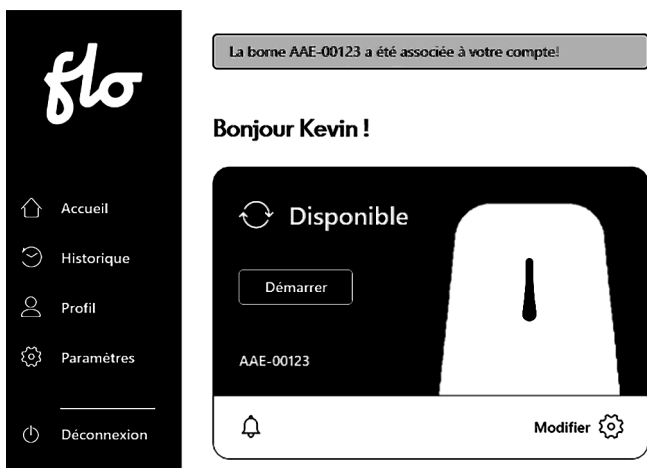 flo
La borne AAE-00123 a été associée à votre compte!
Bonjour Kevin !
Accueil
Historique
Profil
Paramètres
Déconnexion
Disponible
Démarrer
AAE-00123
Modifier